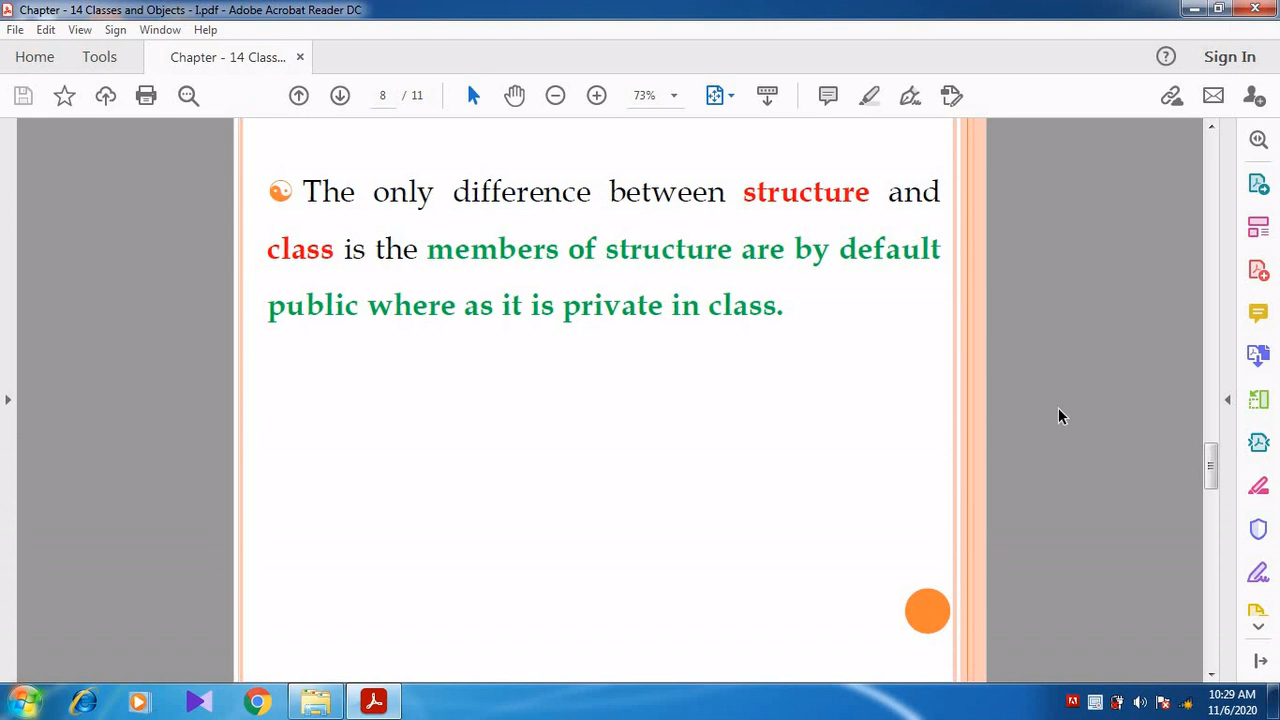 Chapter - 14 Classes and Objects - I.pdf - Adobe Acrobat Reader DC
File Edit View Sign Window Help
Home Tools Chapter - 14 Class... × Sign In
8 / 11 73%
The only difference between structure and
class is the members of structure are by default
public where as it is private in class.
10:29 AM
11/6/2020